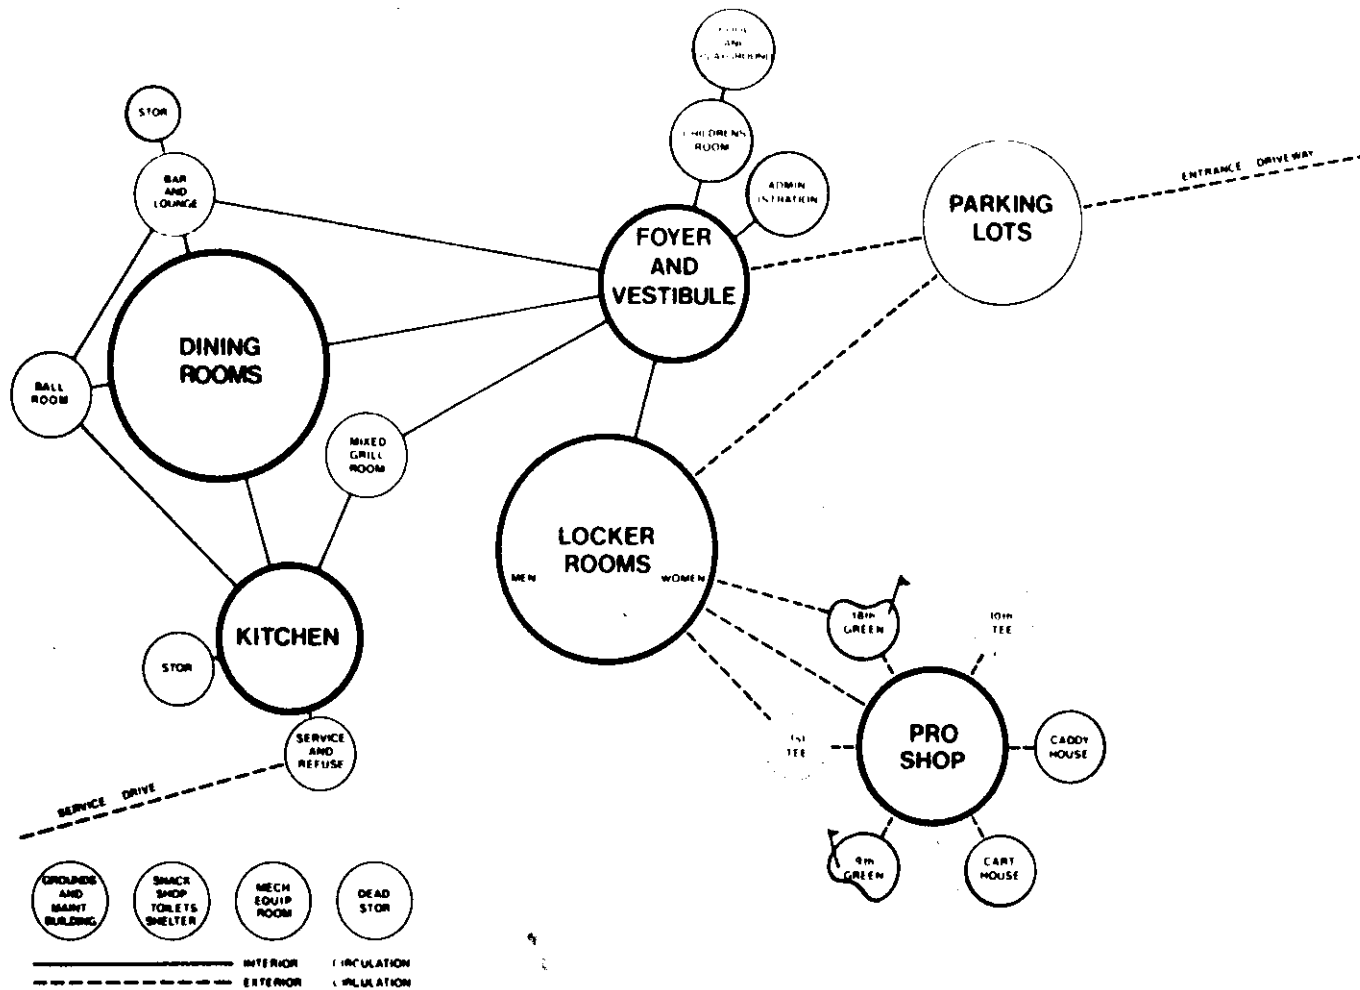 AND
PLAYGROUND
STOR
CHILDRENS
ROOM
ENTRANCE DRIVEWAY
BAR
AND
LOUNGE
ADMIN
ISTRATION
PARKING
LOTS
FOYER
AND
VESTIBULE
DINING
ROOMS
BALL
ROOM
MIXED
GRILL
ROOM
LOCKER
ROOMS
MEN
WOMEN
18th
GREEN
10th
TEE
KITCHEN
STOR
SERVICE
AND
REFUSE
1st
TEE
PRO
SHOP
CADDY
HOUSE
SERVICE DRIVE
9th
GREEN
CART
HOUSE
GROUNDS
AND
MAINT
BUILDING
SNACK
SHOP
TOILETS
SHELTER
MECH
EQUIP
ROOM
DEAD
STOR
INTERIOR CIRCULATION
EXTERIOR CIRLULATION